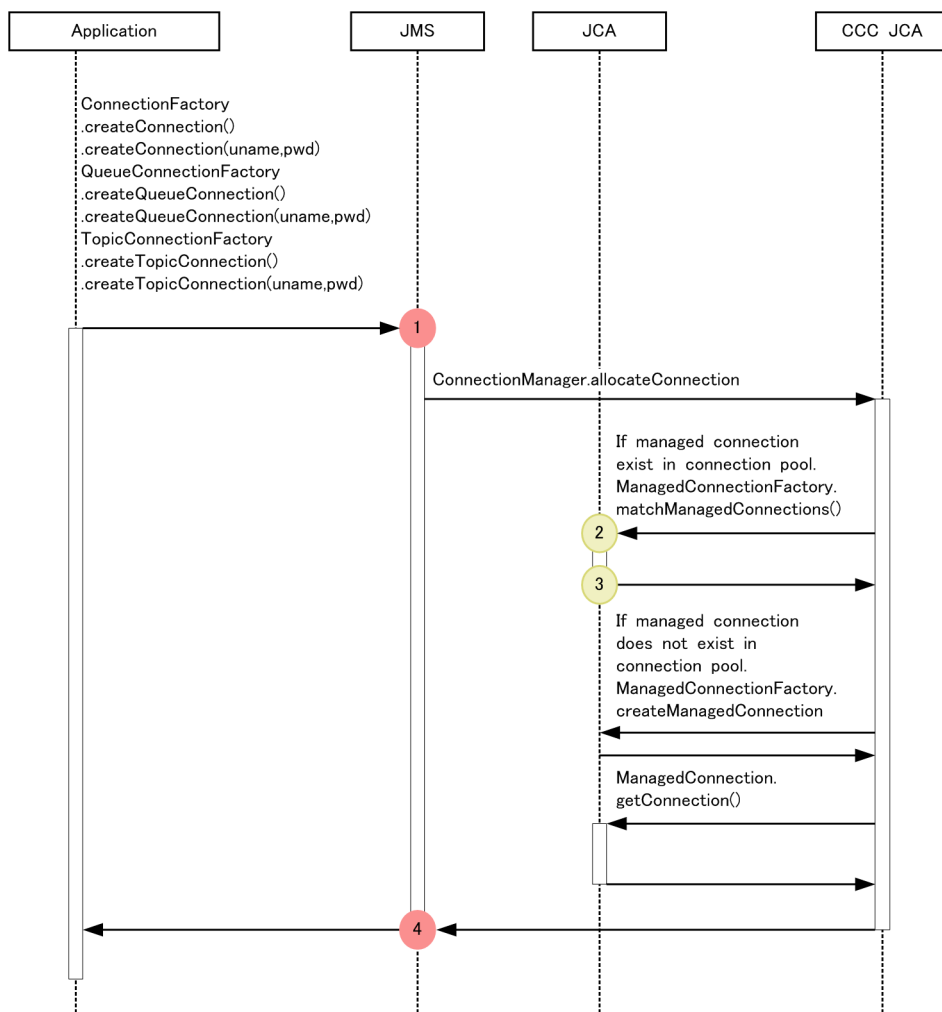 Application
JMS
JCA
CCC JCA
ConnectionFactory
.createConnection()
.createConnection(uname,pwd)
QueueConnectionFactory
.createQueueConnection()
.createQueueConnection(uname,pwd)
TopicConnectionFactory
.createTopicConnection()
.createTopicConnection(uname,pwd)
1
ConnectionManager.allocateConnection
If managed connection
exist in connection pool.
ManagedConnectionFactory.
matchManagedConnections()
2
3
If managed connection
does not exist in
connection pool.
ManagedConnectionFactory.
createManagedConnection
ManagedConnection.
getConnection()
4